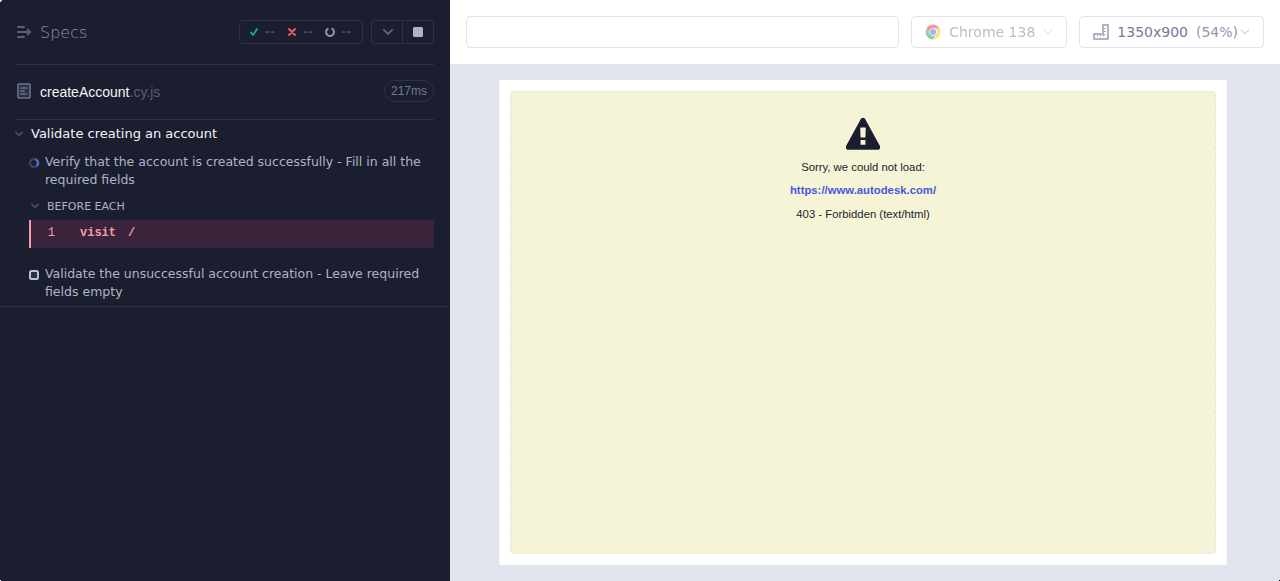 Specs
--
--
--
Chrome 138
1350x900 (54%)
createAccount.cy.js
217ms
Validate creating an account
Verify that the account is created successfully - Fill in all the
required fields
BEFORE EACH
1 visit /
Validate the unsuccessful account creation - Leave required
fields empty
Sorry, we could not load:
https://www.autodesk.com/
403 - Forbidden (text/html)